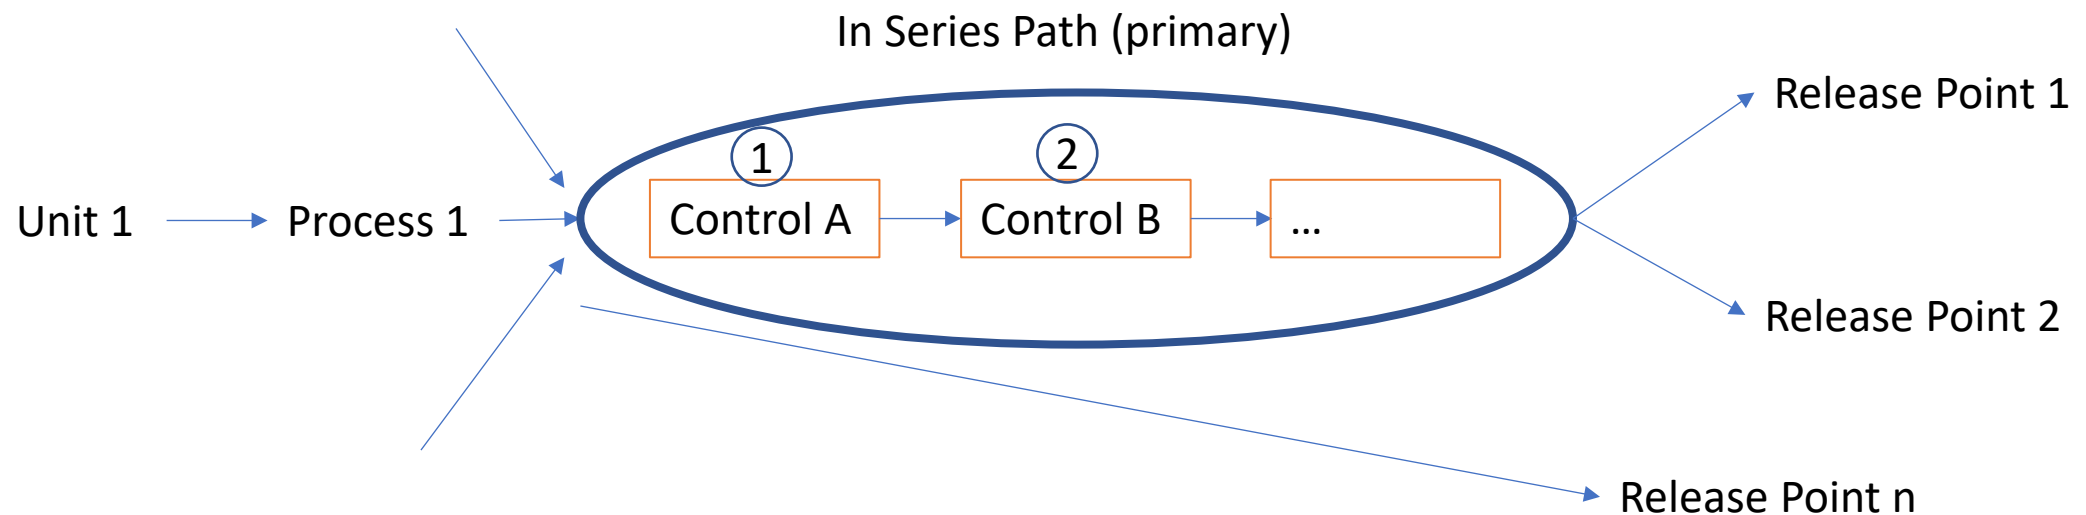 In Series Path (primary)
Release Point 1
1
2
Unit 1
Process 1
Control A
Control B
...
Release Point 2
Release Point n